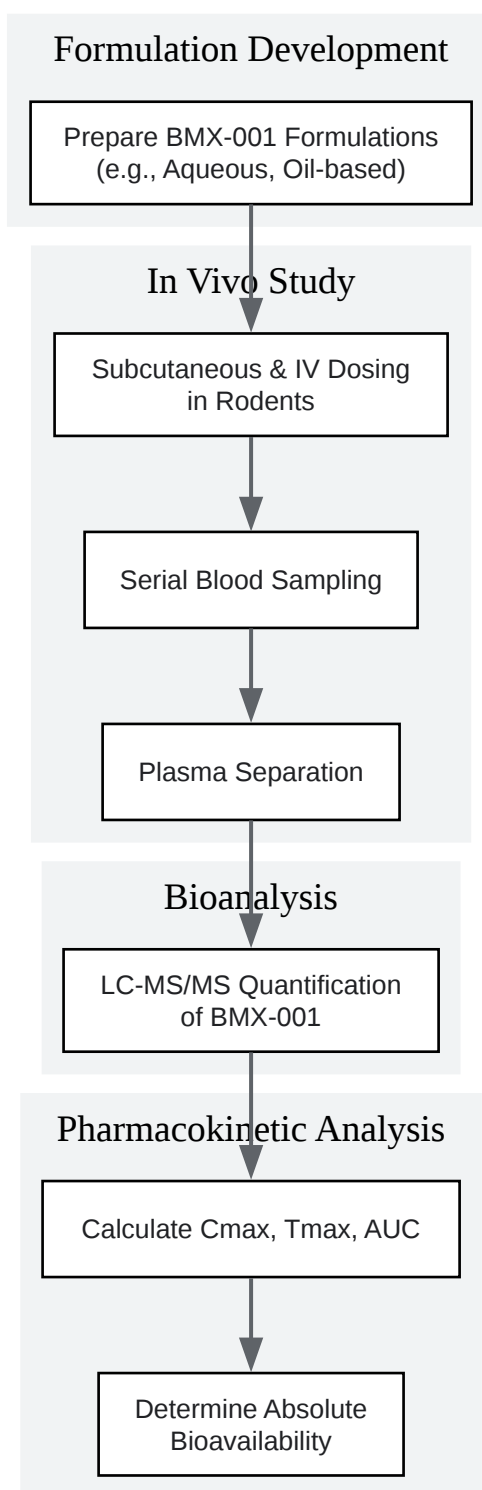 Formulation Development
Prepare BMX-001 Formulations
(e.g., Aqueous, Oil-based)
In Vivo Study
Subcutaneous & IV Dosing
in Rodents
Serial Blood Sampling
Plasma Separation
Bioanalysis
LC-MS/MS Quantification
of BMX-001
Pharmacokinetic Analysis
Calculate Cmax, Tmax, AUC
Determine Absolute
Bioavailability